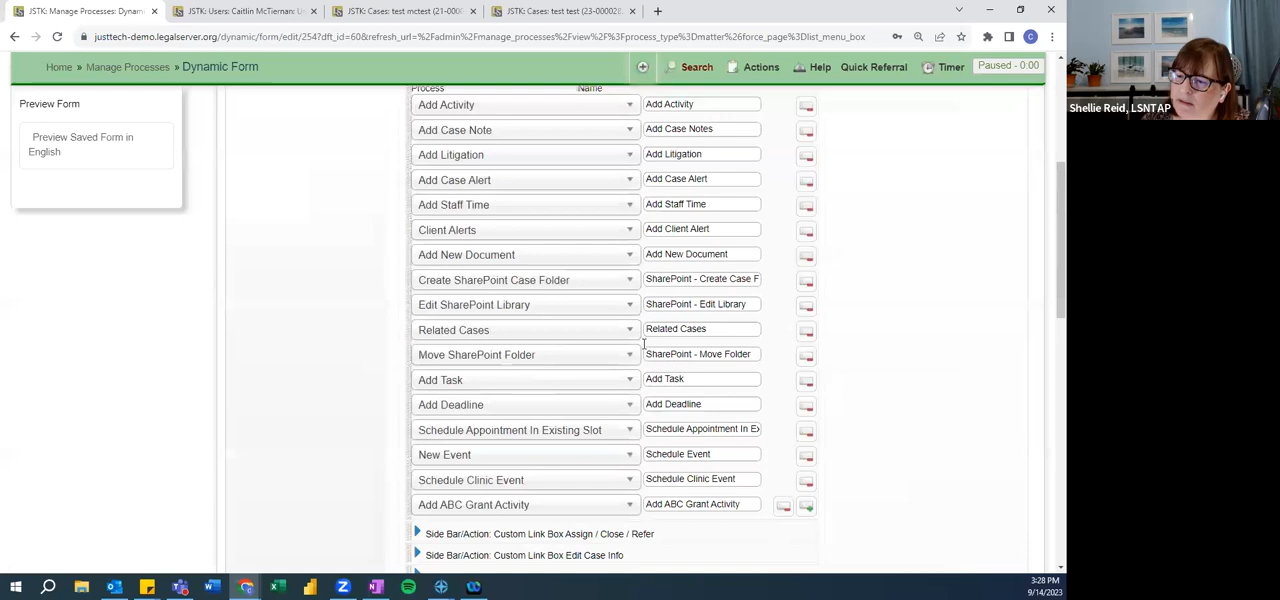 JSTK: Manage Processes: Dynami
JSTK: Users: Caitlin McTiernan: U
JSTK: Cases: test mctest (21-000
JSTK: Cases: test test (23-000028
justtech-demo.legalserver.org/dynamic/form/edit/254?dft_id=60&refresh_url=%2Fadmin%2Fmanage_processes%2Fview%2F%3Fprocess_type%3Dmatter%26force_page%3Dlist_menu_box
Home » Manage Processes » Dynamic Form
Search
Actions
Help
Quick Referral
Timer
Paused - 0:00
Preview Form
Preview Saved Form in
English
Process Name
Add Activity Add Activity
Add Case Note Add Case Notes
Add Litigation Add Litigation
Add Case Alert Add Case Alert
Add Staff Time Add Staff Time
Client Alerts Add Client Alert
Add New Document Add New Document
Create SharePoint Case Folder SharePoint - Create Case F
Edit SharePoint Library SharePoint - Edit Library
Related Cases Related Cases
Move SharePoint Folder SharePoint - Move Folder
Add Task Add Task
Add Deadline Add Deadline
Schedule Appointment In Existing Slot Schedule Appointment In Ex
New Event Schedule Event
Schedule Clinic Event Schedule Clinic Event
Add ABC Grant Activity Add ABC Grant Activity
Side Bar/Action: Custom Link Box Assign / Close / Refer
Side Bar/Action: Custom Link Box Edit Case Info
Shellie Reid, LSNTAP
3:28 PM
9/14/2023